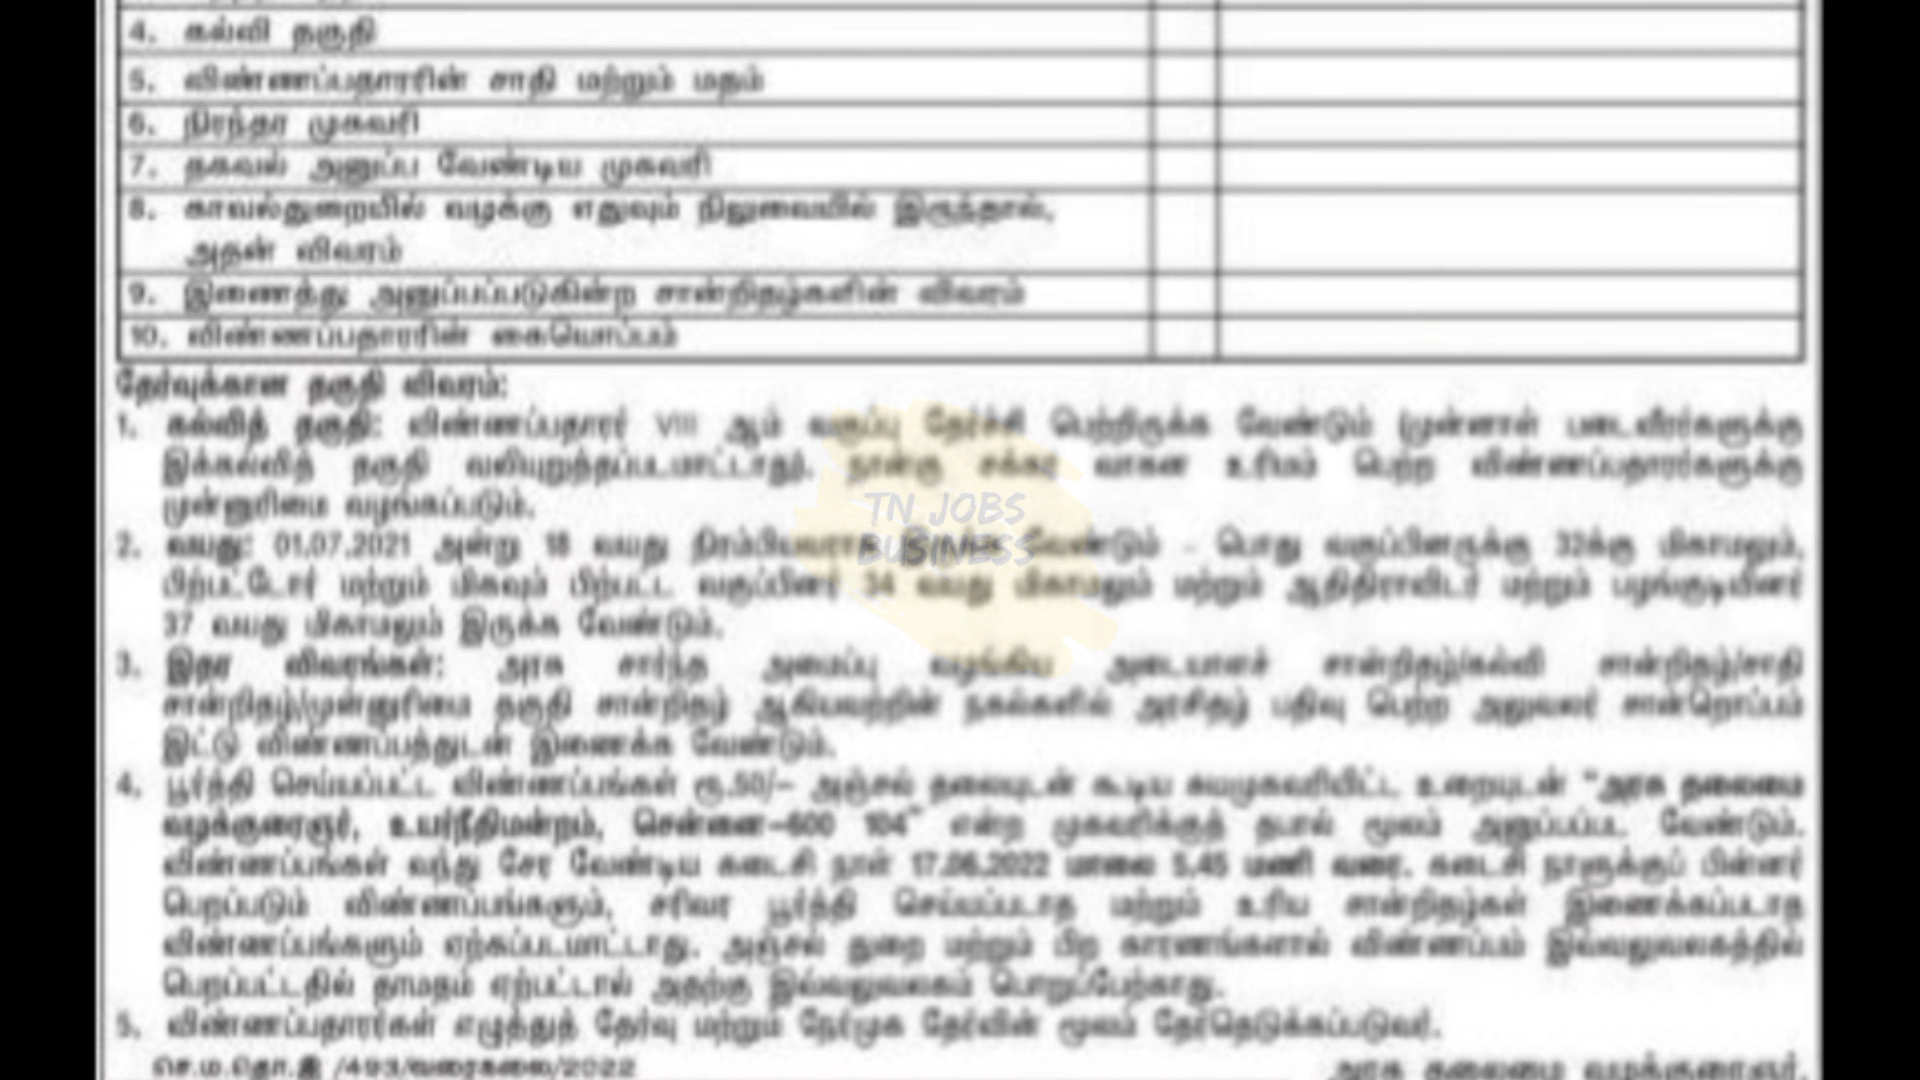 4. கல்வி தகுதி
5. விண்ணப்பதாரரின் சாதி மற்றும் மதம்
6. நிரந்தர முகவரி
7. தகவல் அனுப்ப வேண்டிய முகவரி
8. காவல்துறையில் வழக்கு எதுவும் நிலுவையில் இருந்தால்,
அதன் விவரம்
9. இணைத்து அனுப்பப்படுகின்ற சான்றிதழ்களின் விவரம்
10. விண்ணப்பதாரரின் கையொப்பம்
தேர்வுக்கான தகுதி விவரம்:
1. கல்வித் தகுதி: விண்ணப்பதாரர் VIII ஆம் வகுப்பு தேர்ச்சி பெற்றிருக்க வேண்டும் (முன்னாள் படைவீரர்களுக்கு
இக்கல்வித் தகுதி வலியுறுத்தப்படமாட்டாது). நான்கு சக்கர வாகன உரிமம் பெற்ற விண்ணப்பதாரர்களுக்கு
முன்னுரிமை வழங்கப்படும்.
TN JOBS
BUSINESS
2. வயது: 01.07.2021 அன்று 18 வயது நிரம்பியவராக இருக்க வேண்டும் - பொது வகுப்பினருக்கு 32க்கு மிகாமலும்,
பிற்பட்டோர் மற்றும் மிகவும் பிற்பட்ட வகுப்பினர் 34 வயது மிகாமலும் மற்றும் ஆதிதிராவிடர் மற்றும் பழங்குடியினர்
37 வயது மிகாமலும் இருக்க வேண்டும்.
3. இதர விவரங்கள்: அரசு சார்ந்த அமைப்பு வழங்கிய அடையாளச் சான்றிதழ்/கல்வி சான்றிதழ்/சாதி
சான்றிதழ்/முன்னுரிமை தகுதி சான்றிதழ் ஆகியவற்றின் நகல்களில் அரசிதழ் பதிவு பெற்ற அலுவலர் சான்றொப்பம்
இட்டு விண்ணப்பத்துடன் இணைக்க வேண்டும்.
4. பூர்த்தி செய்யப்பட்ட விண்ணப்பங்கள் ரூ.50/– அஞ்சல் தலையுடன் கூடிய சுயமுகவரியிட்ட உறையுடன் "அரசு தலைமை
வழக்குரைஞர், உயர்நீதிமன்றம், சென்னை–600 104" என்ற முகவரிக்குத் தபால் மூலம் அனுப்பப்பட வேண்டும்.
விண்ணப்பங்கள் வந்து சேர வேண்டிய கடைசி நாள் 17.06.2022 மாலை 5.45 மணி வரை. கடைசி நாளுக்குப் பின்னர்
பெறப்படும் விண்ணப்பங்களும், சரிவர பூர்த்தி செய்யப்படாத மற்றும் உரிய சான்றிதழ்கள் இணைக்கப்படாத
விண்ணப்பங்களும் ஏற்கப்படமாட்டாது. அஞ்சல் துறை மற்றும் பிற காரணங்களால் விண்ணப்பம் இவ்வலுவலகத்தில்
பெறப்பட்டதில் தாமதம் ஏற்பட்டால் அதற்கு இவ்வலுவலகம் பொறுப்பேற்காது.
5. விண்ணப்பதாரர்கள் எழுத்துத் தேர்வு மற்றும் நேர்முக தேர்வின் மூலம் தேர்தெடுக்கப்படுவர்.
செ.ம.தொ.இ /493/வரைகலை/2022
அரசு தலைமை வழக்குரைஞர்.